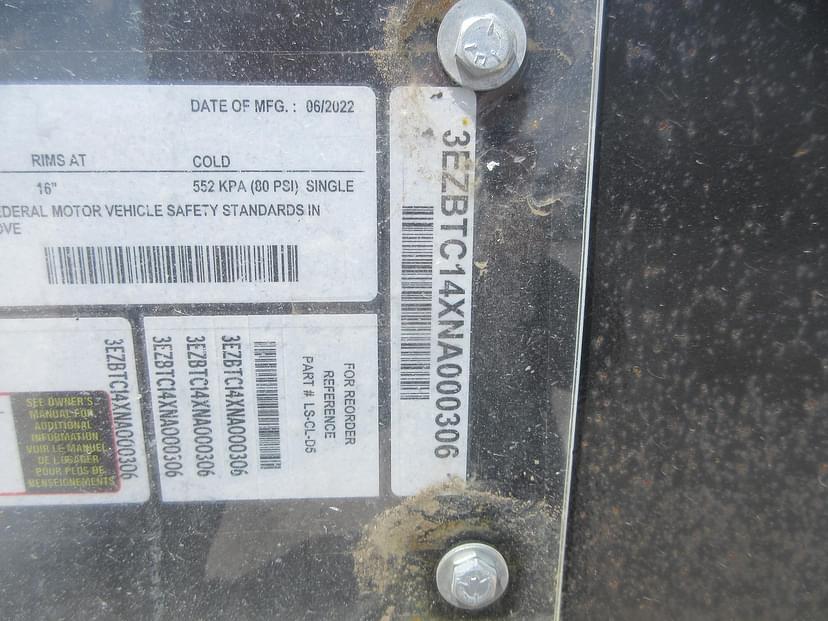 DATE OF MFG. : 06/2022
RIMS AT COLD
16" 552 KPA (80 PSI) SINGLE
EDERAL MOTOR VEHICLE SAFETY STANDARDS IN
OVE
3EZBTC14XNA000306
3EZBTC14XNA000306
SEE OWNER'S
MANUAL FOR
ADDITIONAL
INFORMATION
VOIR LE MANUEL
DE L'USAGER
POUR PLUS DE
RENSEIGNEMENTS
FOR REORDER
REFERENCE
PART # LS-CL-D5
3EZBTC14XNA000306
3EZBTC14XNA000306
3EZBTC14XNA000306